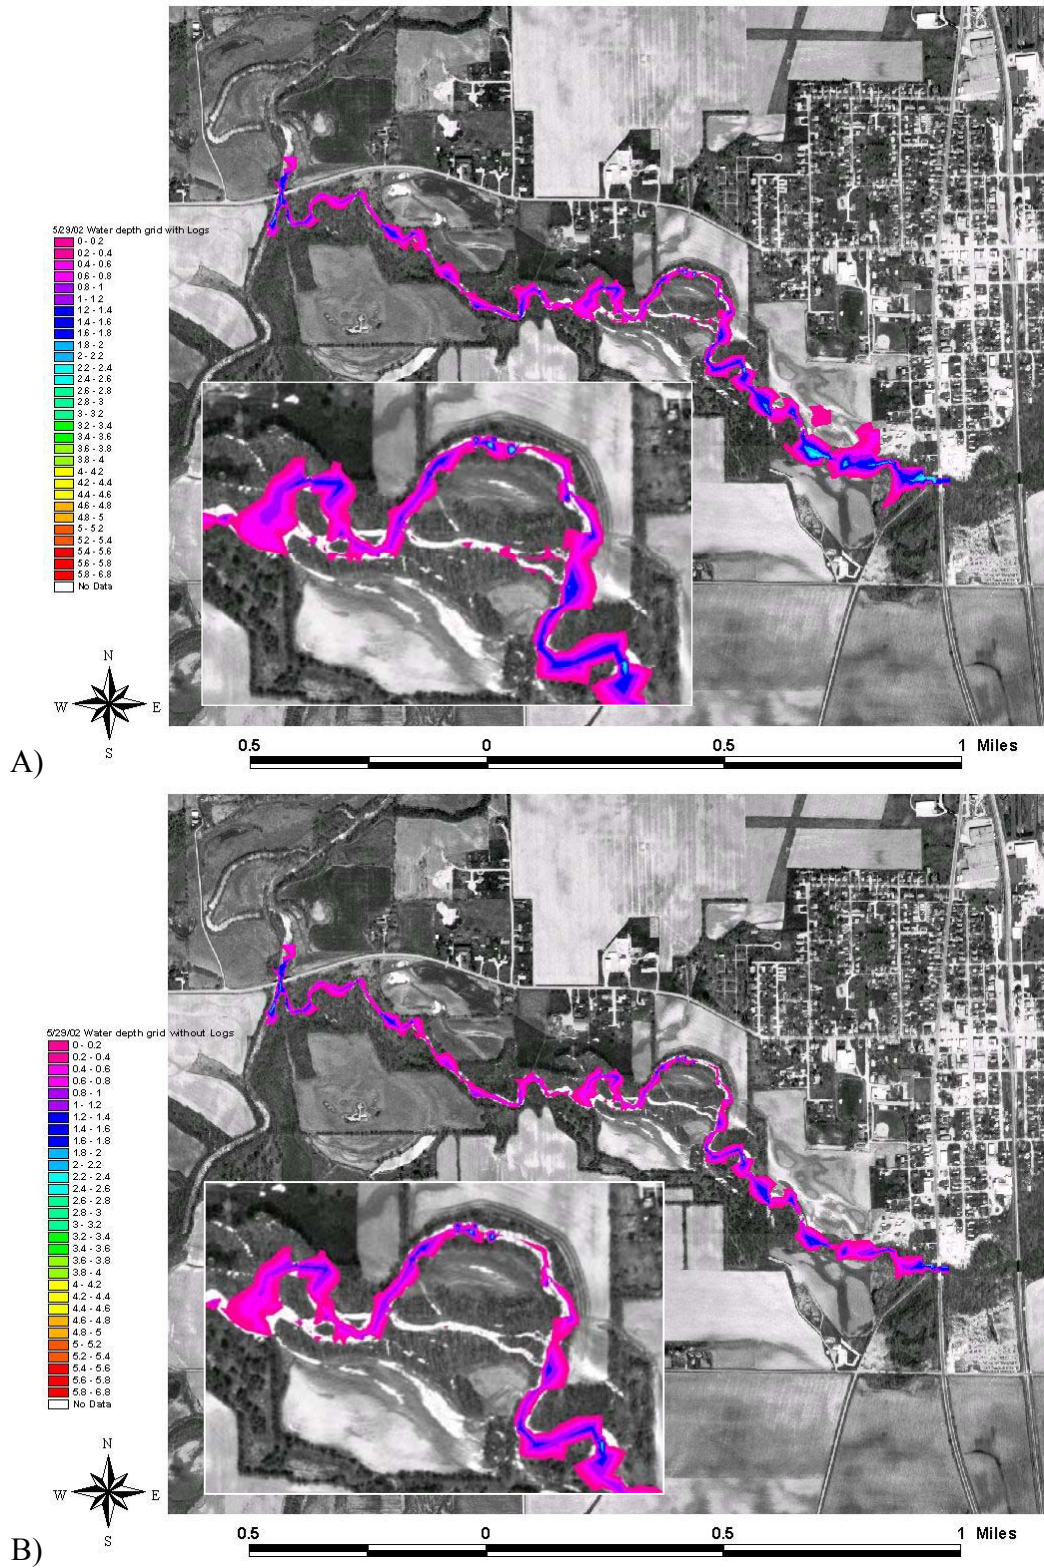 5/29/02 Water depth grid with Logs
0 - 0.2
0.2 - 0.4
0.4 - 0.6
0.6 - 0.8
0.8 - 1
1 - 1.2
1.2 - 1.4
1.4 - 1.6
1.6 - 1.8
1.8 - 2
2 - 2.2
2.2 - 2.4
2.4 - 2.6
2.6 - 2.8
2.8 - 3
3 - 3.2
3.2 - 3.4
3.4 - 3.6
3.6 - 3.8
3.8 - 4
4 - 4.2
4.2 - 4.4
4.4 - 4.6
4.6 - 4.8
4.8 - 5
5 - 5.2
5.2 - 5.4
5.4 - 5.6
5.6 - 5.8
5.8 - 6.8
No Data
N
W E
S
A)
0.5 0 0.5 1 Miles
5/29/02 Water depth grid without Logs
0 - 0.2
0.2 - 0.4
0.4 - 0.6
0.6 - 0.8
0.8 - 1
1 - 1.2
1.2 - 1.4
1.4 - 1.6
1.6 - 1.8
1.8 - 2
2 - 2.2
2.2 - 2.4
2.4 - 2.6
2.6 - 2.8
2.8 - 3
3 - 3.2
3.2 - 3.4
3.4 - 3.6
3.6 - 3.8
3.8 - 4
4 - 4.2
4.2 - 4.4
4.4 - 4.6
4.6 - 4.8
4.8 - 5
5 - 5.2
5.2 - 5.4
5.4 - 5.6
5.6 - 5.8
5.8 - 6.8
No Data
N
W E
S
B)
0.5 0 0.5 1 Miles